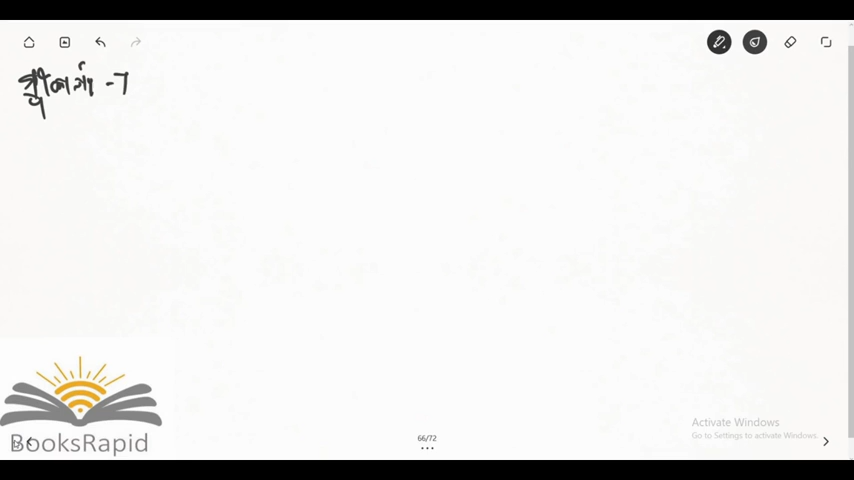 -7
BooksRapid
66/72
Activate Windows
Go to Settings to activate Windows.